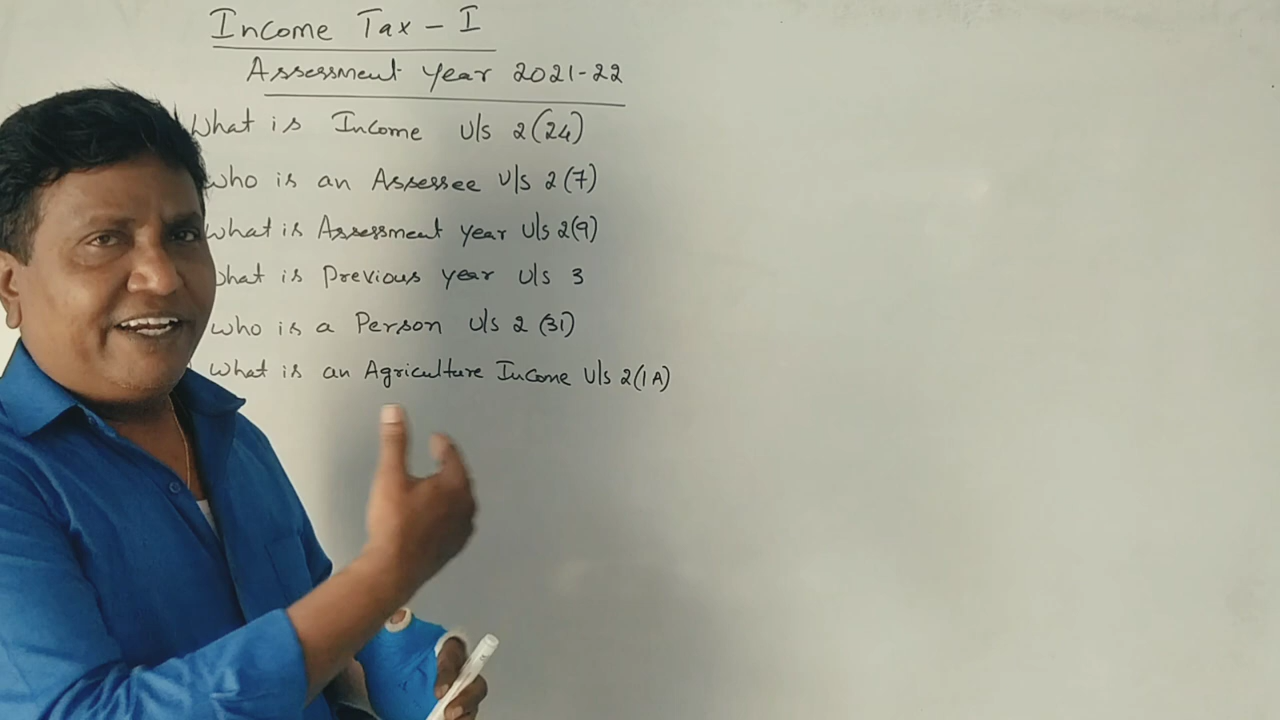 Income Tax - I
Assessment year 2021-22
What is Income U/s 2(24)
who is an Assessee U/s 2(7)
what is Assessment year U/s 2(9)
what is Previous year U/s 3
who is a Person U/s 2 (31)
what is an Agriculture Income U/s 2(1A)